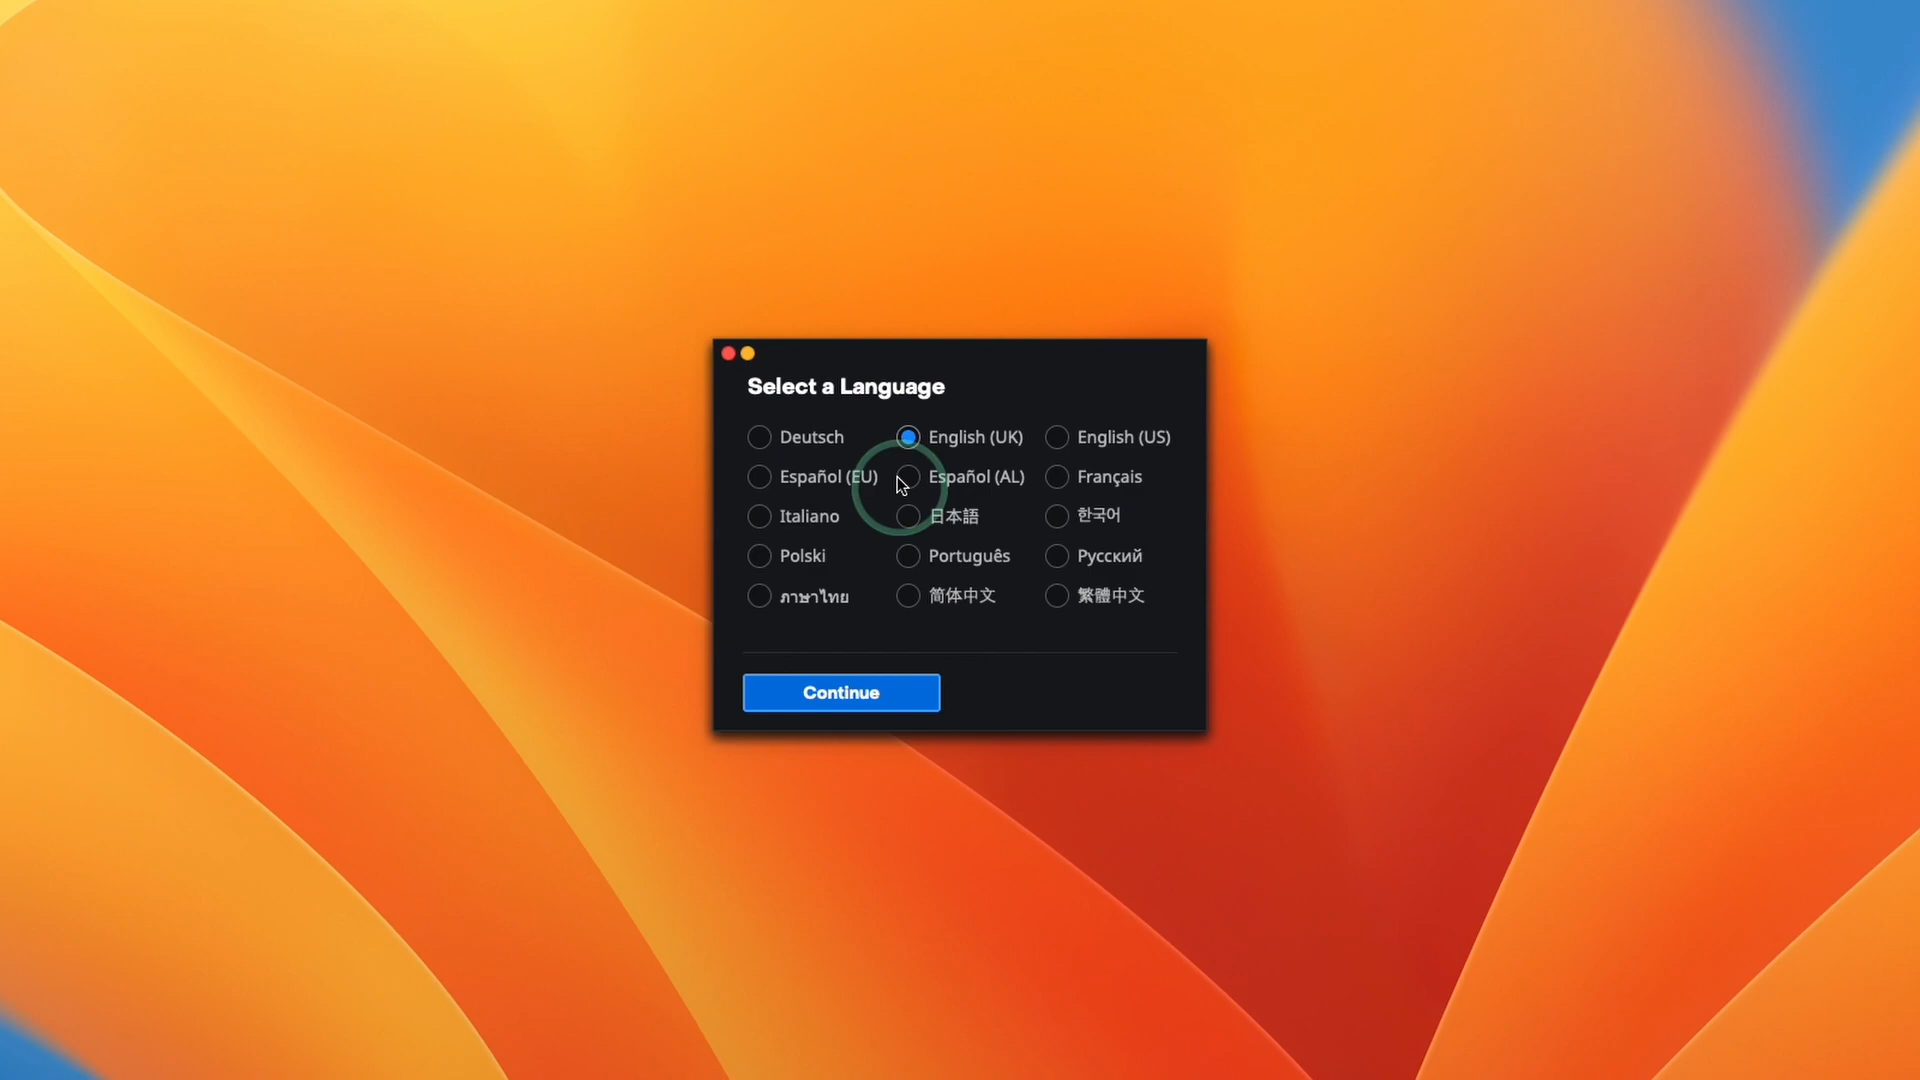 Select a Language
Deutsch
English (UK)
English (US)
Español (EU)
Español (AL)
Français
Italiano
日本語
한국어
Polski
Português
Русский
ภาษาไทย
简体中文
繁體中文
Continue